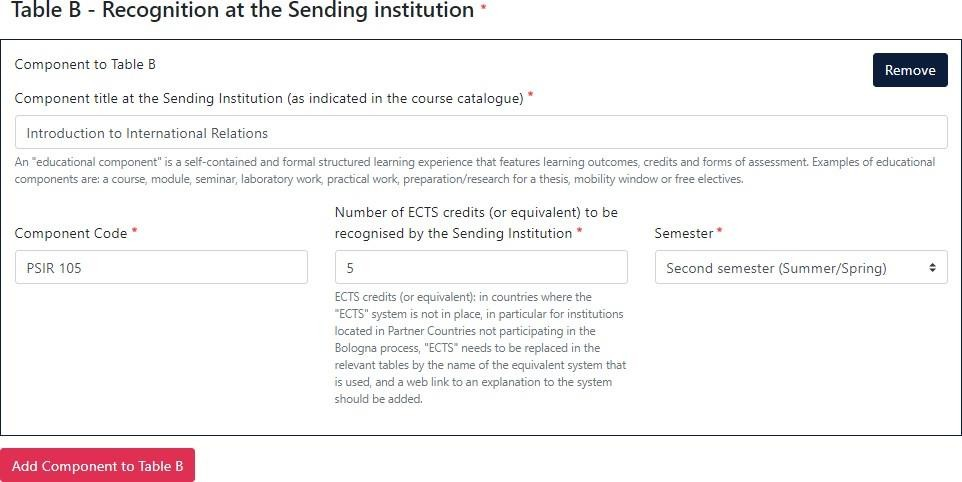 Table B - Recognition at the Sending institution *
Component to Table B
Remove
Component title at the Sending Institution (as indicated in the course catalogue) *
Introduction to International Relations
An "educational component" is a self-contained and formal structured learning experience that features learning outcomes, credits and forms of assessment. Examples of educational
components are: a course, module, seminar, laboratory work, practical work, preparation/research for a thesis, mobility window or free electives.
Component Code *
PSIR 105
Number of ECTS credits (or equivalent) to be
recognised by the Sending Institution *
5
ECTS credits (or equivalent): in countries where the
"ECTS" system is not in place, in particular for institutions
located in Partner Countries not participating in the
Bologna process, "ECTS" needs to be replaced in the
relevant tables by the name of the equivalent system that
is used, and a web link to an explanation to the system
should be added.
Semester *
Second semester (Summer/Spring)
Add Component to Table B